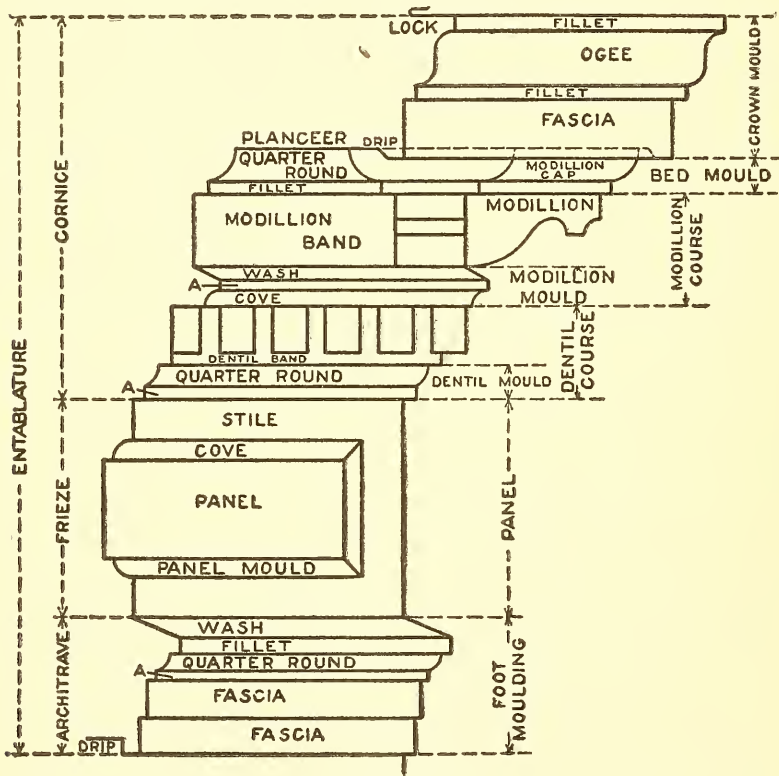 LOCK
FILLET
OGEE
FILLET
FASCIA
CROWN MOULD
PLANCEER
DRIP
QUARTER
ROUND
MODILLION
CAP
BED MOULD
FILLET
MODILLION
BAND
MODILLION
MODILLION
COURSE
CORNICE
WASH
A
COVE
MODILLION
MOULD
DENTIL BAND
DENTIL
COURSE
QUARTER ROUND
DENTIL MOULD
A
ENTABLATURE
STILE
COVE
PANEL
PANEL MOULD
FRIEZE
PANEL
WASH
FILLET
QUARTER ROUND
A
FASCIA
FASCIA
DRIP
ARCHITRAVE
FOOT
MOULDING